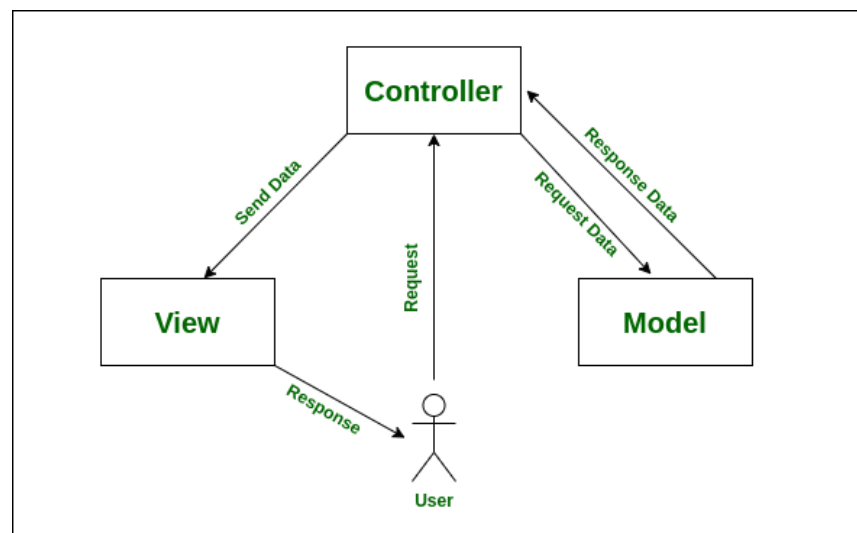 Controller
Send Data
Request
Request Data
Response Data
View
Model
Response
User